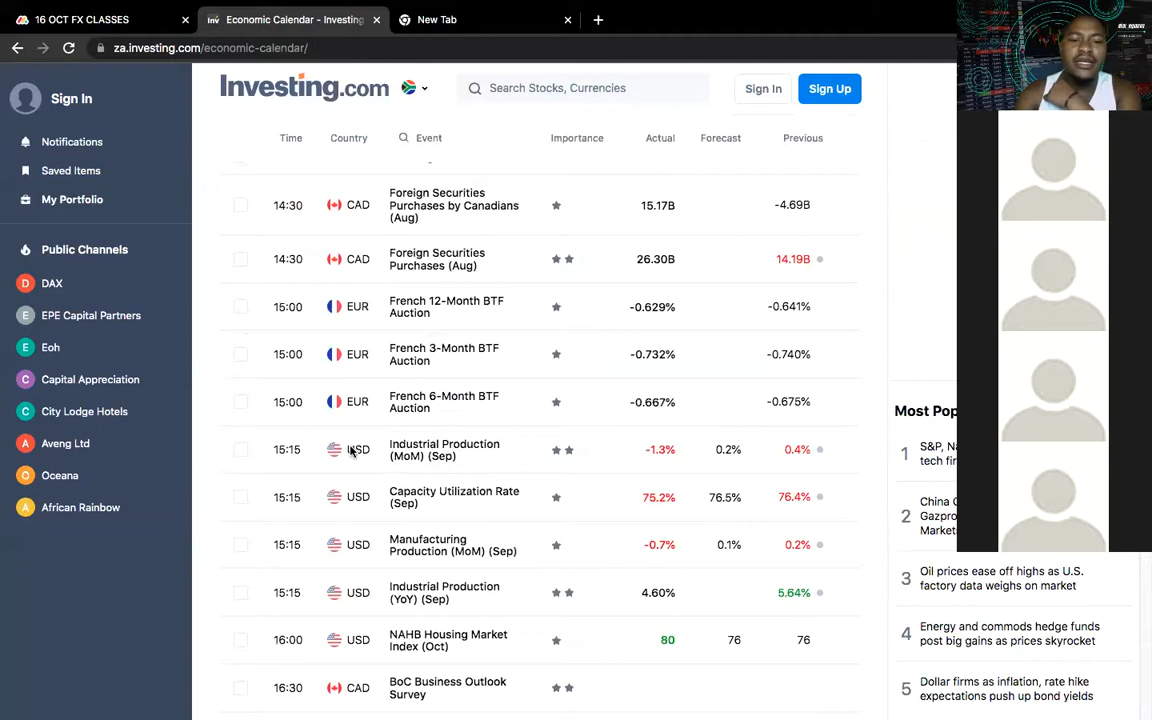 16 OCT FX CLASSES
Economic Calendar - Investing
New Tab
za.investing.com/economic-calendar/
Sign In
Notifications
Saved Items
My Portfolio
Public Channels
D DAX
E EPE Capital Partners
E Eoh
C Capital Appreciation
C City Lodge Hotels
A Aveng Ltd
O Oceana
A African Rainbow
Investing.com
Search Stocks, Currencies
Sign In
Sign Up
Time Country Event Importance Actual Forecast Previous
14:30 CAD Foreign Securities Purchases by Canadians (Aug) 15.17B -4.69B
14:30 CAD Foreign Securities Purchases (Aug) 26.30B 14.19B
15:00 EUR French 12-Month BTF Auction -0.629% -0.641%
15:00 EUR French 3-Month BTF Auction -0.732% -0.740%
15:00 EUR French 6-Month BTF Auction -0.667% -0.675%
15:15 USD Industrial Production (MoM) (Sep) -1.3% 0.2% 0.4%
15:15 USD Capacity Utilization Rate (Sep) 75.2% 76.5% 76.4%
15:15 USD Manufacturing Production (MoM) (Sep) -0.7% 0.1% 0.2%
15:15 USD Industrial Production (YoY) (Sep) 4.60% 5.64%
16:00 USD NAHB Housing Market Index (Oct) 80 76 76
16:30 CAD BoC Business Outlook Survey
Most Pop
1 S&P, Na
tech fir
2 China
Gazpro
Market
3 Oil prices ease off highs as U.S.
factory data weighs on market
4 Energy and commods hedge funds
post big gains as prices skyrocket
5 Dollar firms as inflation, rate hike
expectations push up bond yields